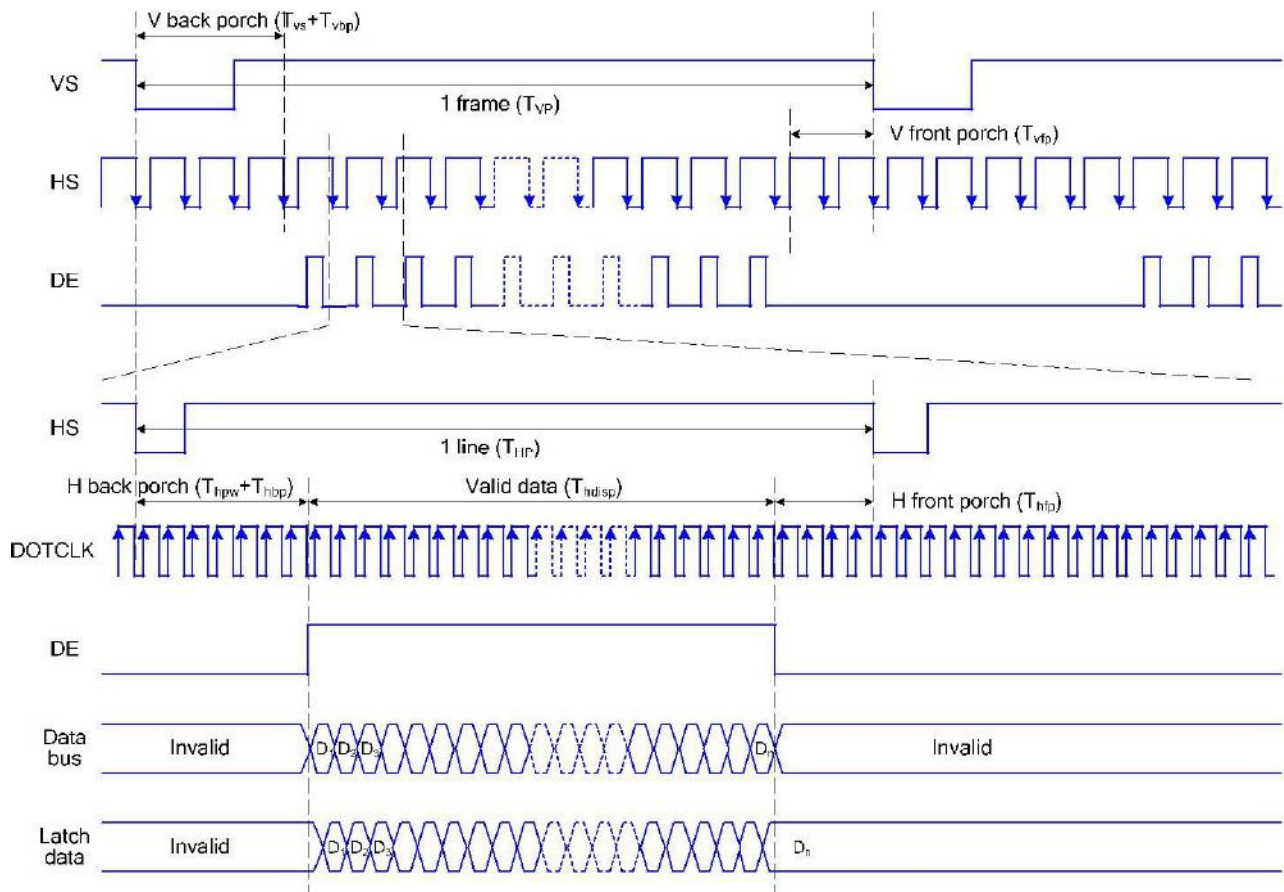 V back porch (Tvs+Tvbp)
VS
1 frame (TVP)
V front porch (Tvfp)
HS
DE
HS
1 line (THP)
H back porch (Thpw+Thbp)
Valid data (Thdisp)
H front porch (Thfp)
DOTCLK
DE
Data
bus
Invalid
D1
D2
D3
Dn
Invalid
Latch
data
Invalid
D1
D2
D3
Dn